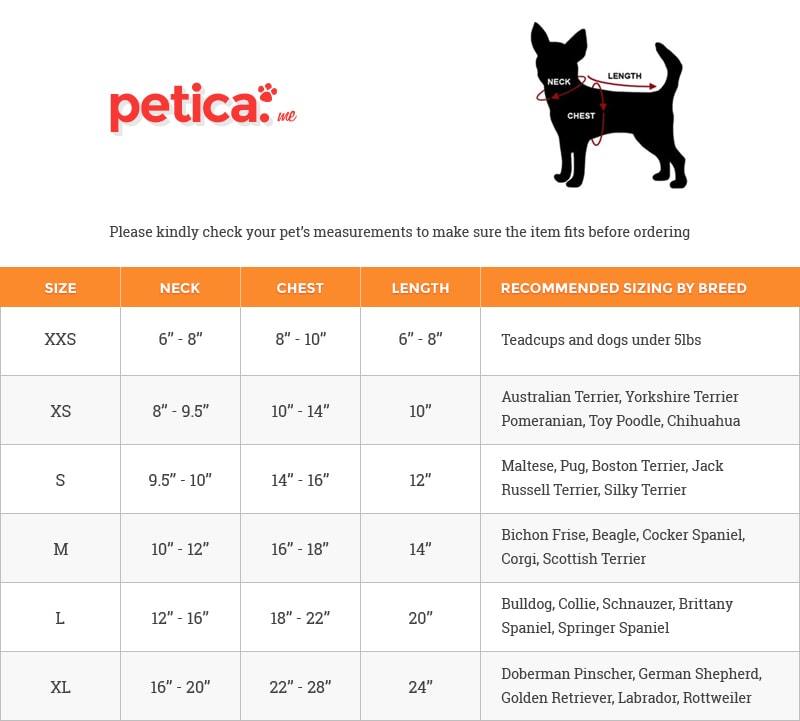 petica.me
NECK
LENGTH
CHEST
Please kindly check your pet’s measurements to make sure the item fits before ordering
SIZE NECK CHEST LENGTH RECOMMENDED SIZING BY BREED
XXS 6” - 8” 8” - 10” 6” - 8” Teadcups and dogs under 5lbs
XS 8” - 9.5” 10” - 14” 10” Australian Terrier, Yorkshire Terrier
Pomeranian, Toy Poodle, Chihuahua
S 9.5” - 10” 14” - 16” 12” Maltese, Pug, Boston Terrier, Jack
Russell Terrier, Silky Terrier
M 10” - 12” 16” - 18” 14” Bichon Frise, Beagle, Cocker Spaniel,
Corgi, Scottish Terrier
L 12” - 16” 18” - 22” 20” Bulldog, Collie, Schnauzer, Brittany
Spaniel, Springer Spaniel
XL 16” - 20” 22” - 28” 24” Doberman Pinscher, German Shepherd,
Golden Retriever, Labrador, Rottweiler